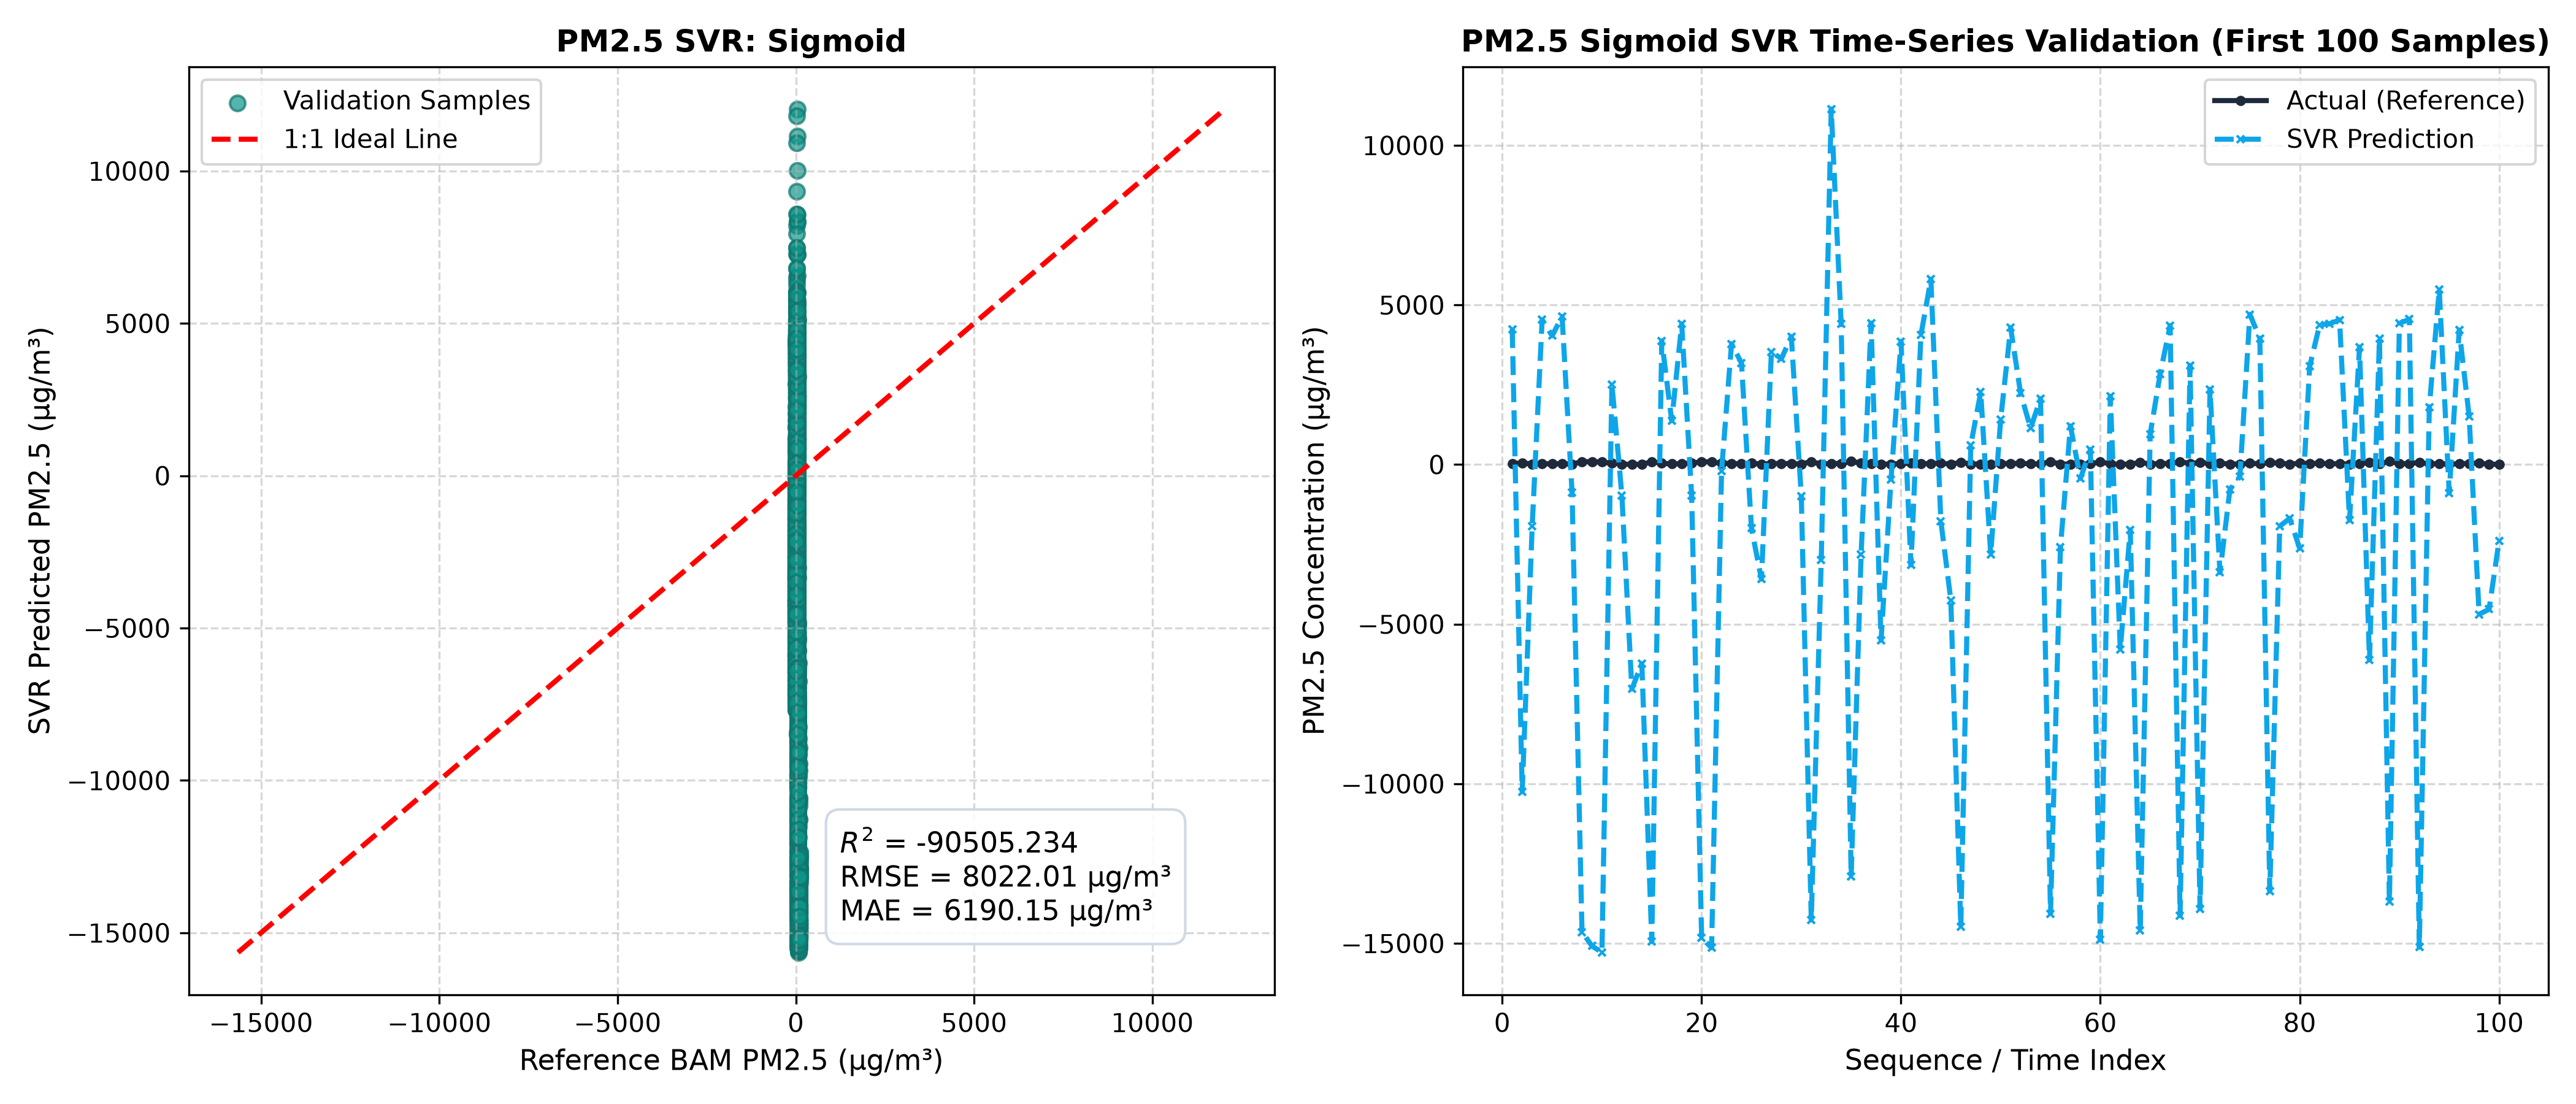 PM2.5 SVR: Sigmoid
Validation Samples
1:1 Ideal Line
10000
5000
0
−5000
−10000
−15000
SVR Predicted PM2.5 (µg/m³)
R² = -90505.234
RMSE = 8022.01 µg/m³
MAE = 6190.15 µg/m³
−15000 −10000 −5000 0 5000 10000
Reference BAM PM2.5 (µg/m³)
PM2.5 Sigmoid SVR Time-Series Validation (First 100 Samples)
Actual (Reference)
SVR Prediction
10000
5000
0
−5000
−10000
−15000
PM2.5 Concentration (µg/m³)
0 20 40 60 80 100
Sequence / Time Index